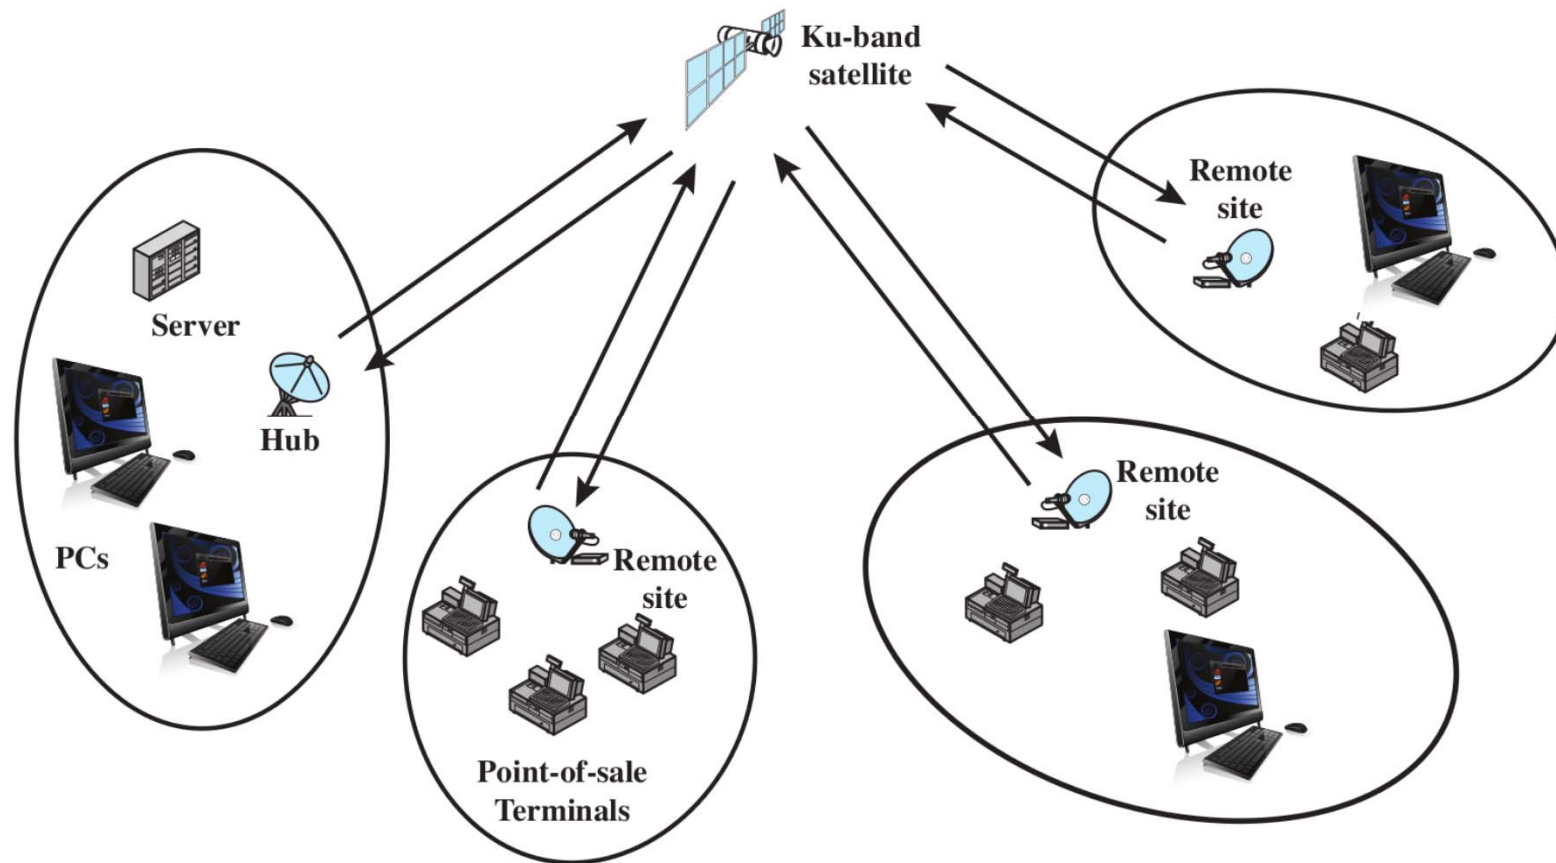 Ku-band
satellite
Remote
site
Server
Hub
Remote
site
PCs
Remote
site
Point-of-sale
Terminals